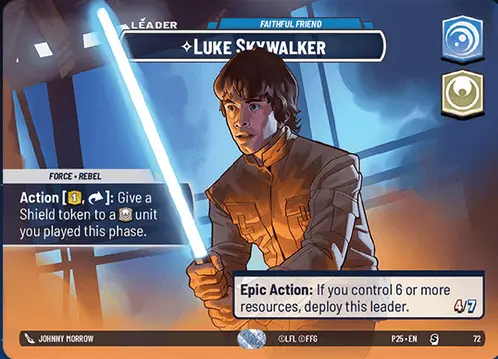 LEADER
FAITHFUL FRIEND
LUKE SKYWALKER
FORCE • REBEL
Action [1, ]: Give a
Shield token to a unit
you played this phase.
Epic Action: If you control 6 or more
resources, deploy this leader.
4/7
JOHNNY MORROW
©LFL ©FFG
P25 • EN
72